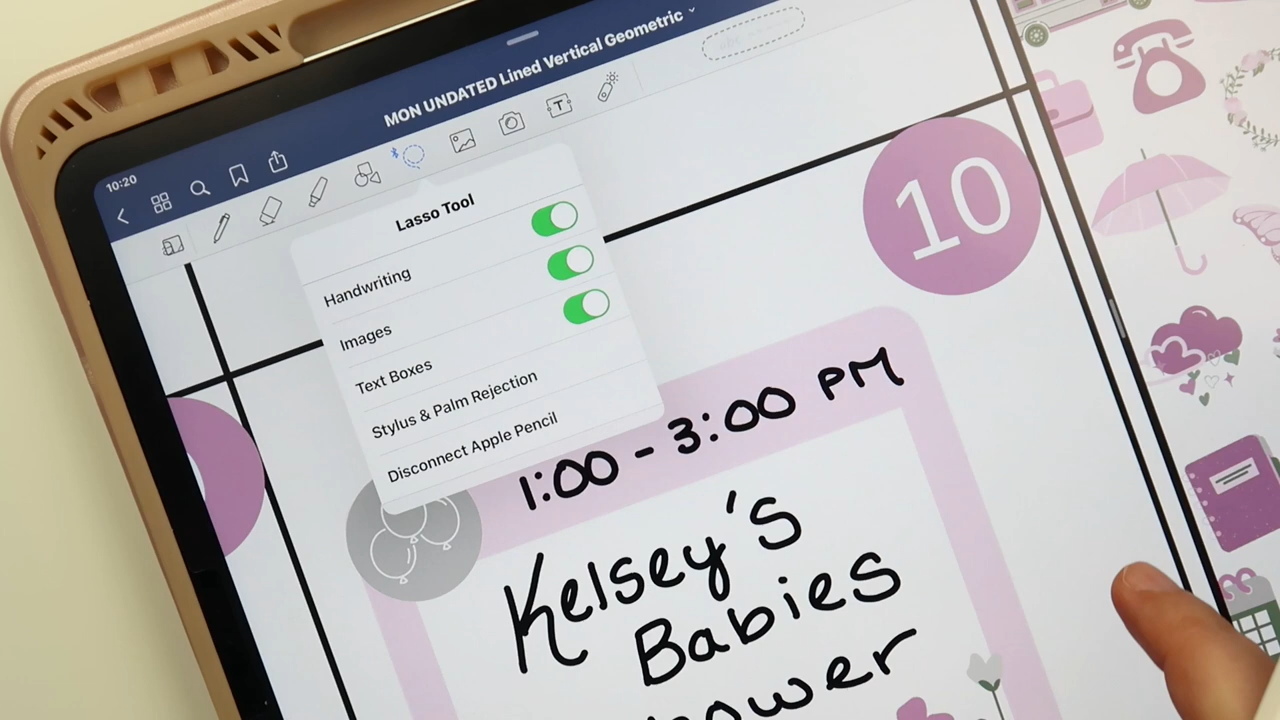 MON UNDATED Lined Vertical Geometric
10:20
Lasso Tool
Handwriting
Images
Text Boxes
Stylus & Palm Rejection
Disconnect Apple Pencil
10
1:00 - 3:00 PM
Kelsey's
Babies